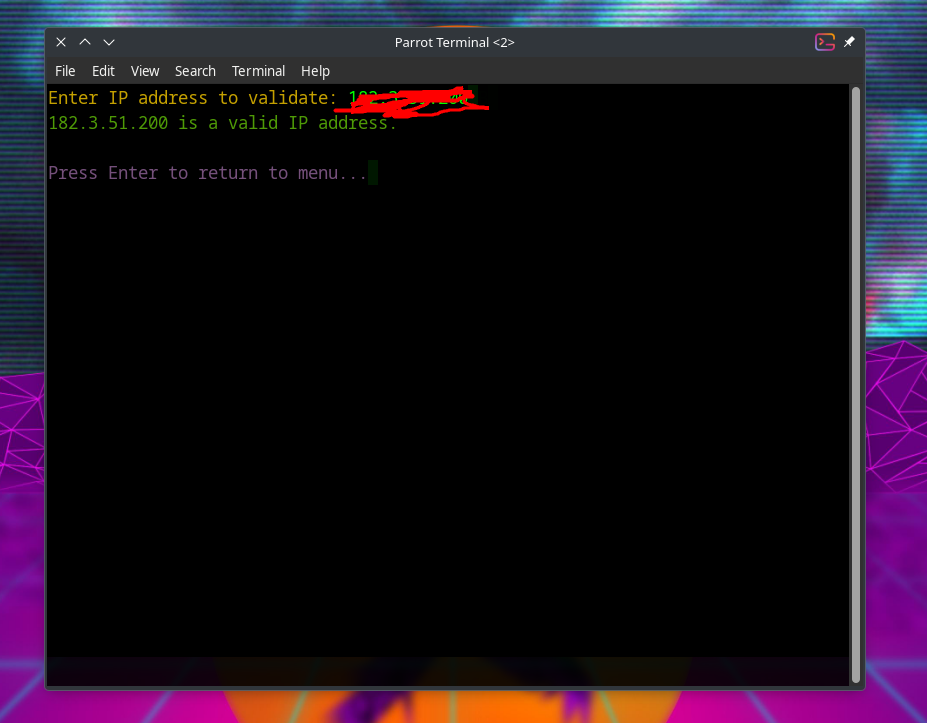 Parrot Terminal <2>
File Edit View Search Terminal Help
Enter IP address to validate:
182.3.51.200 is a valid IP address.
Press Enter to return to menu...